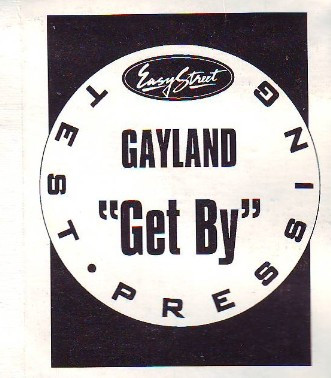 Easy Street
GAYLAND
"Get By"
TEST • PRESSING